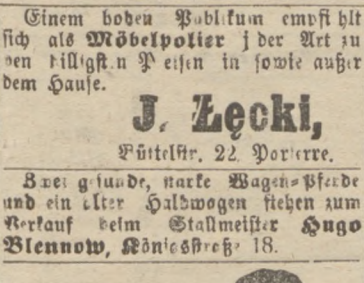 Einem hohen Publikum empfiehlt
sich als Möbelpolier jeder Art zu
den billigsten Preisen in sowie außer
dem Hause.
J. Łęcki,
Büttelstr. 22 Parterre.
Zwei gesunde, starke Wagen-Pferde
und ein alter Halbwagen stehen zum
Verkauf beim Stallmeister Hugo
Blennow, Königsstraße 18.